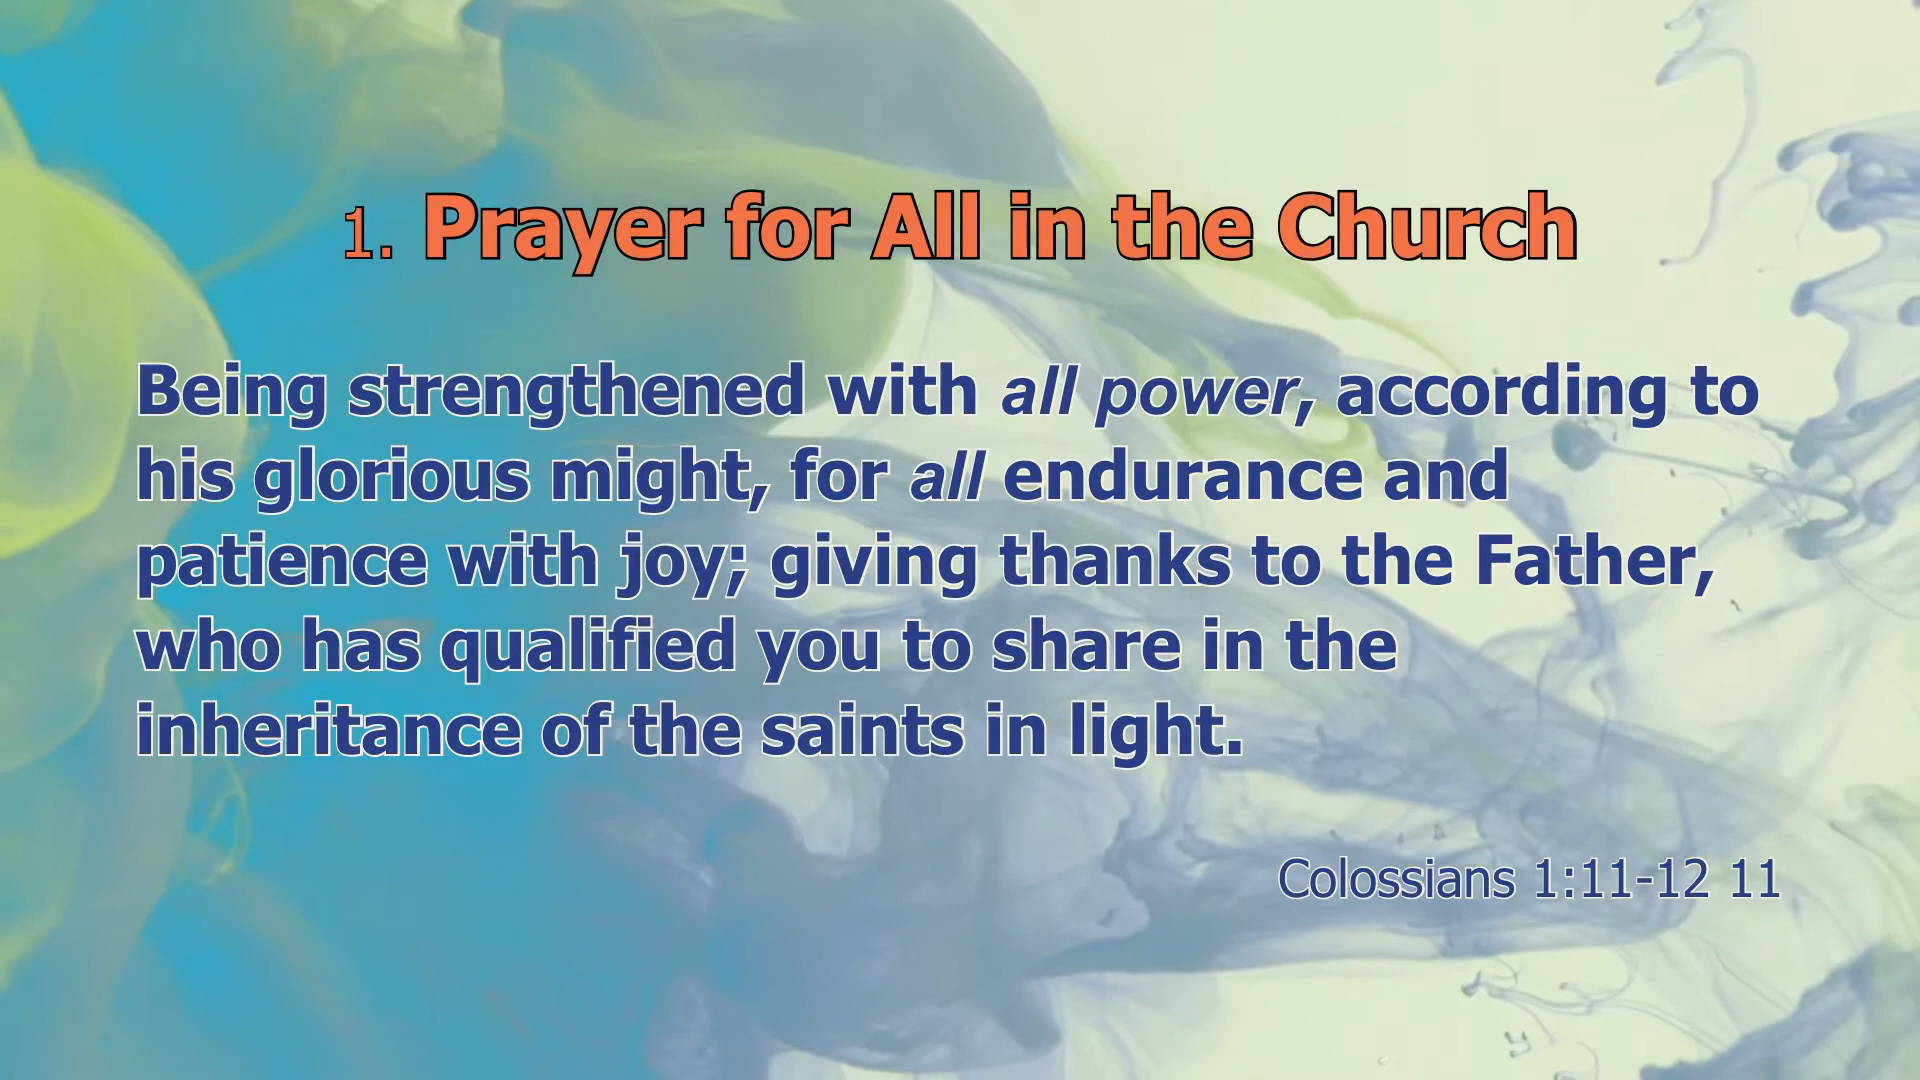 1. Prayer for All in the Church
Being strengthened with all power, according to
his glorious might, for all endurance and
patience with joy; giving thanks to the Father,
who has qualified you to share in the
inheritance of the saints in light.
Colossians 1:11-12 11